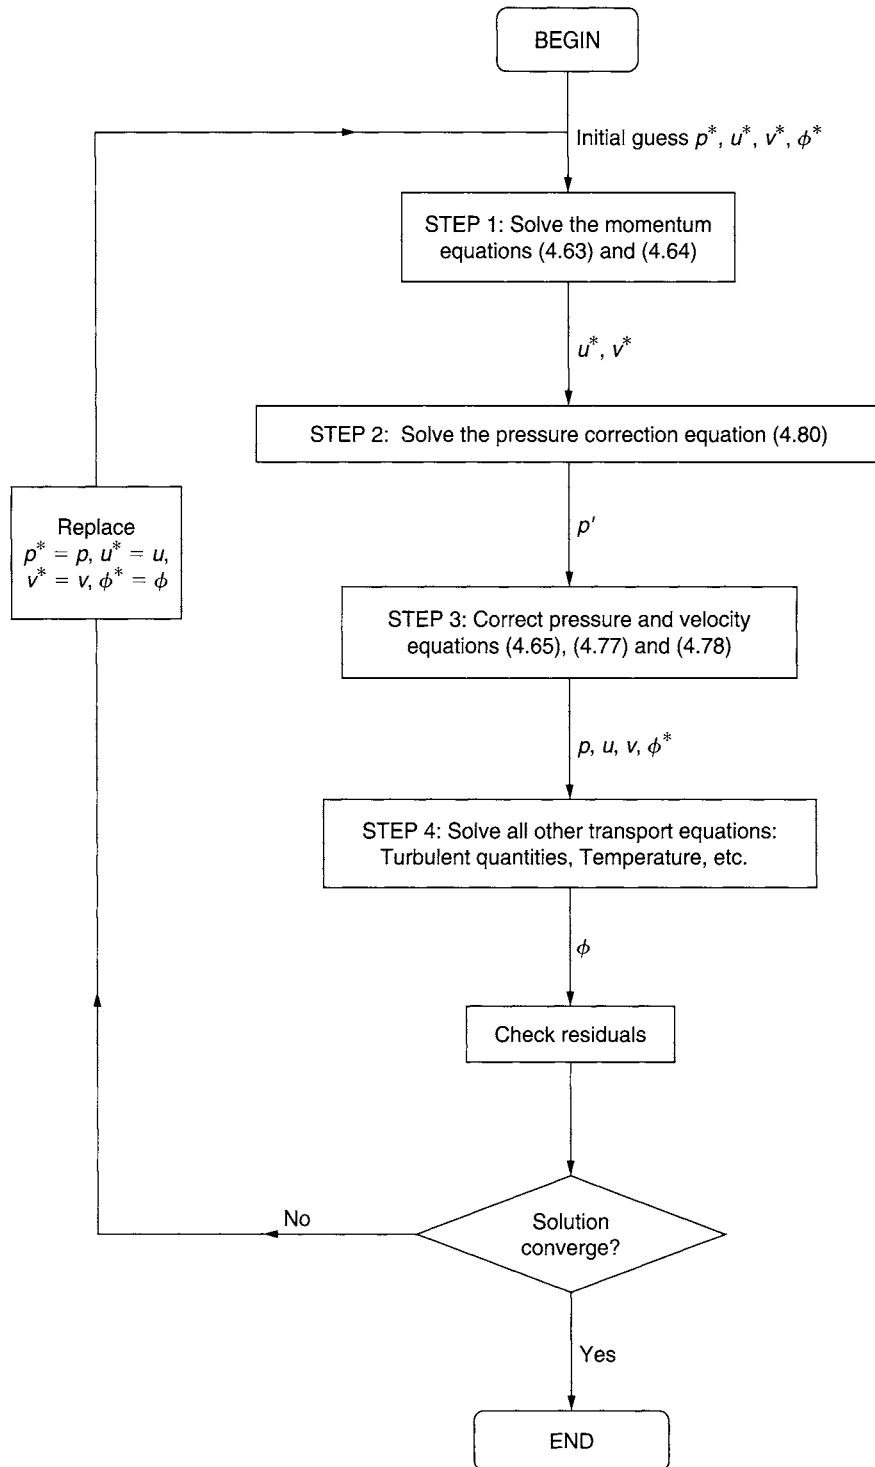 BEGIN
Initial guess p*, u*, v*, ϕ*
STEP 1: Solve the momentum
equations (4.63) and (4.64)
u*, v*
STEP 2: Solve the pressure correction equation (4.80)
p′
Replace
p* = p, u* = u,
v* = v, ϕ* = ϕ
STEP 3: Correct pressure and velocity
equations (4.65), (4.77) and (4.78)
p, u, v, ϕ*
STEP 4: Solve all other transport equations:
Turbulent quantities, Temperature, etc.
ϕ
Check residuals
No
Solution
converge?
Yes
END